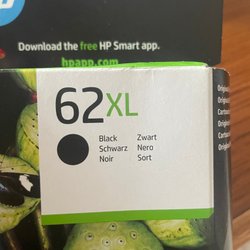 Download the free HP Smart app.
hpapp.com
62XL
Black Zwart
Schwarz Nero
Noir Sort